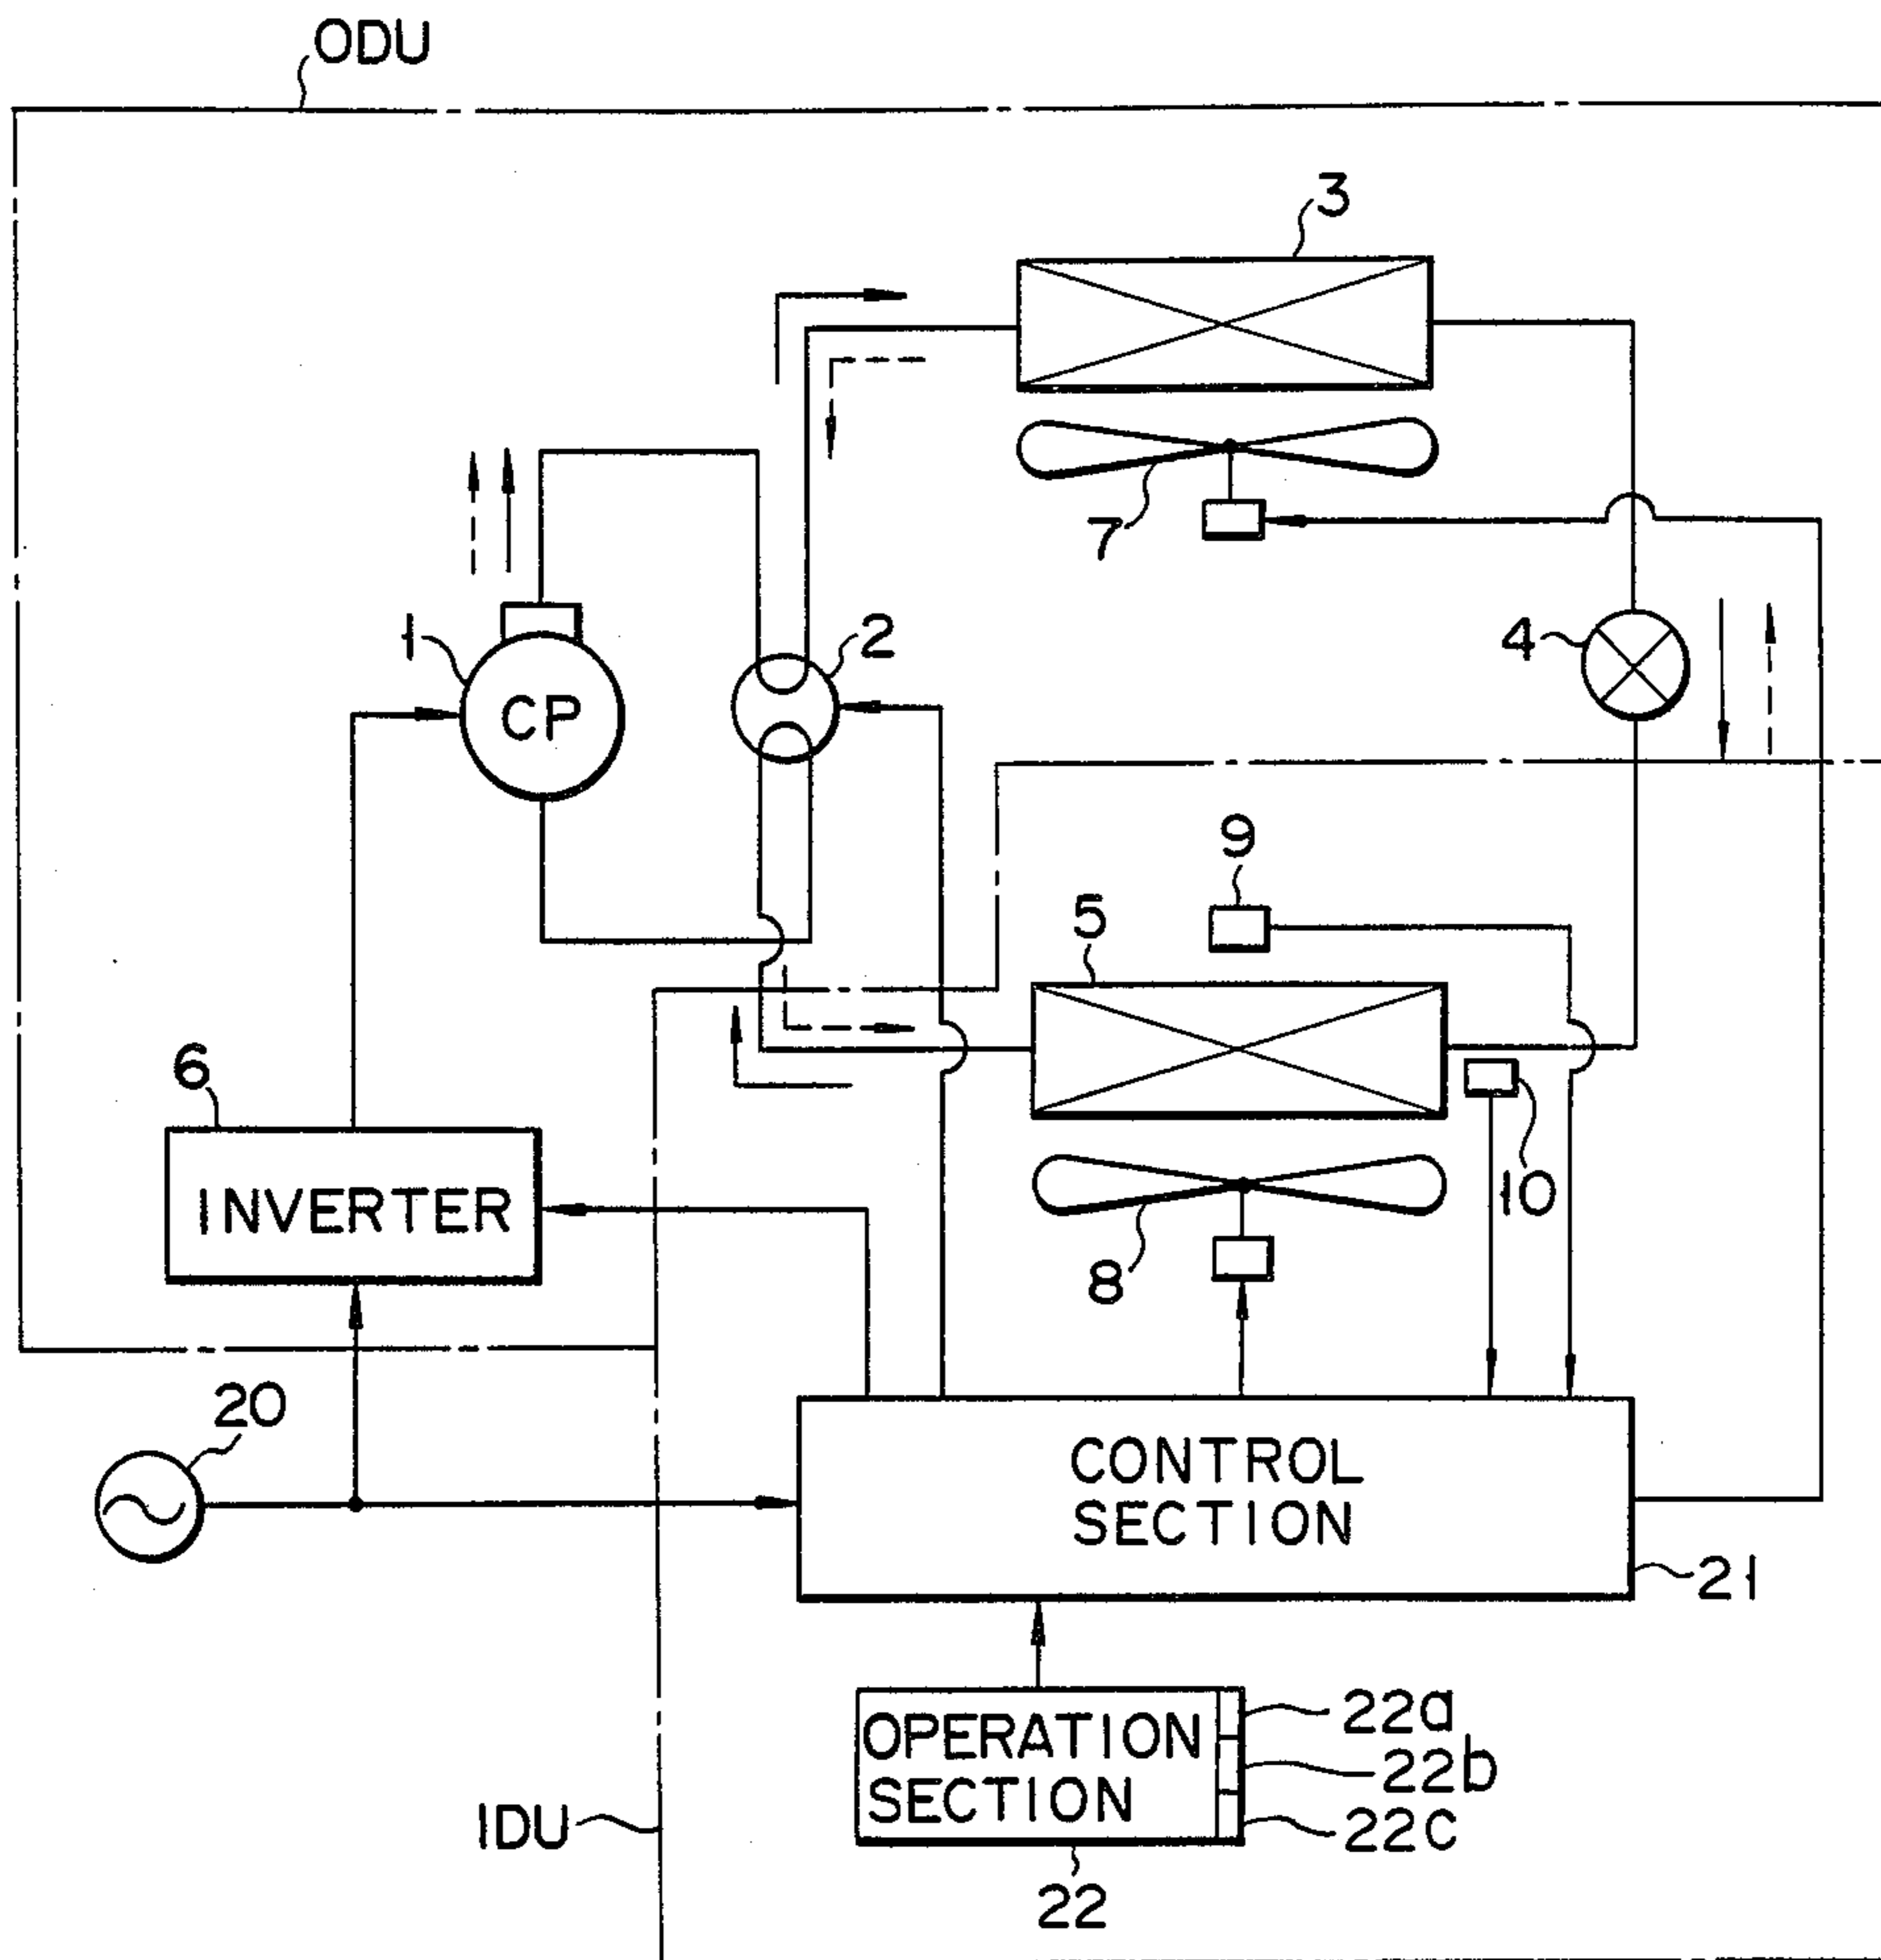 ODU
3
7
1
2
4
CP
9
5
6
10
INVERTER
8
20
CONTROL
SECTION
21
OPERATION
SECTION
22a
22b
22c
IDU
22